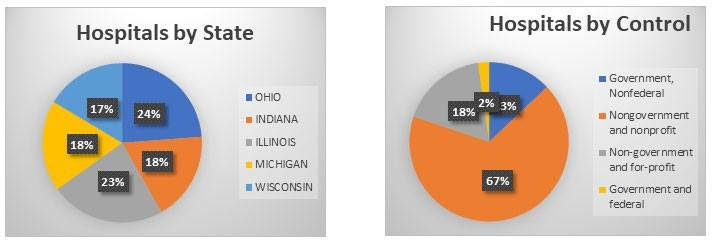 Hospitals by State
24%
18%
23%
18%
17%
OHIO
INDIANA
ILLINOIS
MICHIGAN
WISCONSIN
Hospitals by Control
2%
3%
18%
67%
Government,
Nonfederal
Nongovernment
and nonprofit
Non-government
and for-profit
Government and
federal